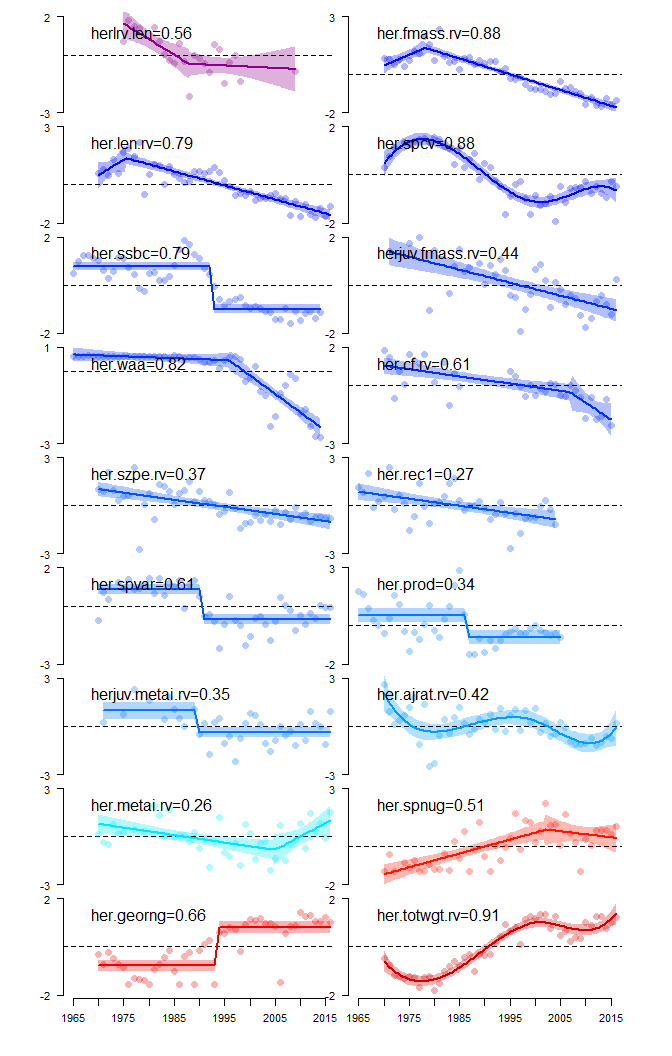 2 3
herlrv.len=0.56 her.fmass.rv=0.88
-3 -2
3 2
her.len.rv=0.79 her.spcv=0.88
-2 -2
2 2
her.ssbc=0.79 herjuv.fmass.rv=0.44
-2 -2
1 2
her.waa=0.82 her.cf.rv=0.61
-3 -3
3 3
her.szpe.rv=0.37 her.rec1=0.27
-3 -3
2 3
her.spvar=0.61 her.prod=0.34
-3 -2
3 3
herjuv.metai.rv=0.35 her.ajrat.rv=0.42
-3 -3
3 3
her.metai.rv=0.26 her.spnug=0.51
-3 -2
2 2
her.georng=0.66 her.totwgt.rv=0.91
-2 -2
1965 1975 1985 1995 2005 2015 1965 1975 1985 1995 2005 2015